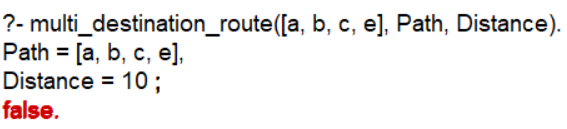 ?- multi_destination_route([a, b, c, e], Path, Distance).
Path = [a, b, c, e],
Distance = 10 ;
false.